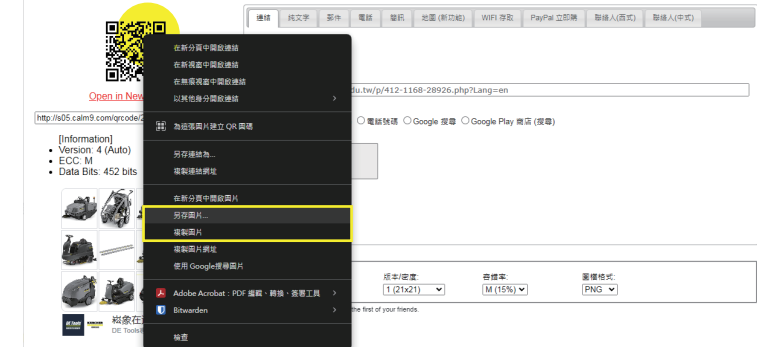 連結 純文字 郵件 電話 簡訊 地圖 (新功能) WIFI 存取 PayPal 立即購 聯絡人(西式) 聯絡人(中式)
Open in New
http://s05.calm9.com/qrcode/2
du.tw/p/412-1168-28926.php?Lang=en
電話號碼 Google 搜尋 Google Play 商店 (搜尋)
[Information]
Version: 4 (Auto)
ECC: M
Data Bits: 452 bits
在新分頁中開啟連結
在新視窗中開啟連結
在無痕視窗中開啟連結
以其他身分開啟連結
為這張圖片建立 QR 圖碼
另存連結為...
複製連結網址
在新分頁中開啟圖片
另存圖片...
複製圖片
複製圖片網址
使用 Google搜尋圖片
Adobe Acrobat：PDF 編輯、轉換、簽署工具
Bitwarden
檢查
版本/密度: 容錯率: 圖檔格式:
1 (21x21) M (15%) PNG
the first of your friends.
DE Tools